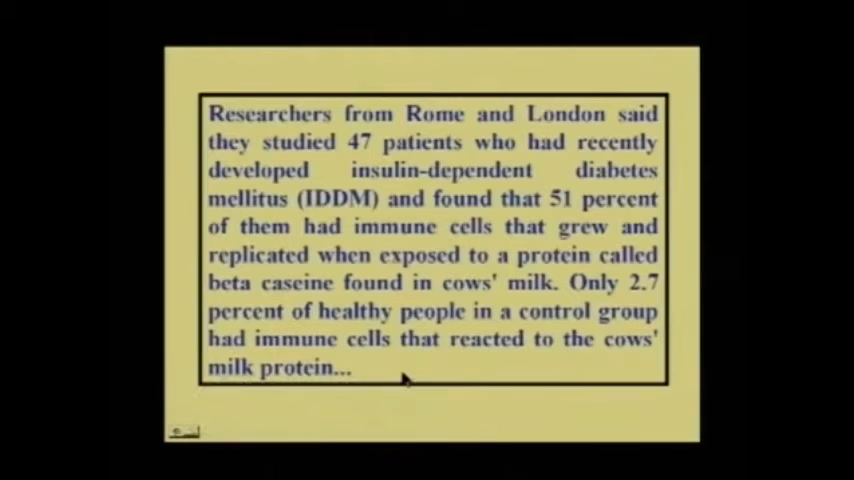 Researchers from Rome and London said
they studied 47 patients who had recently
developed insulin-dependent diabetes
mellitus (IDDM) and found that 51 percent
of them had immune cells that grew and
replicated when exposed to a protein called
beta caseine found in cows' milk. Only 2.7
percent of healthy people in a control group
had immune cells that reacted to the cows'
milk protein...